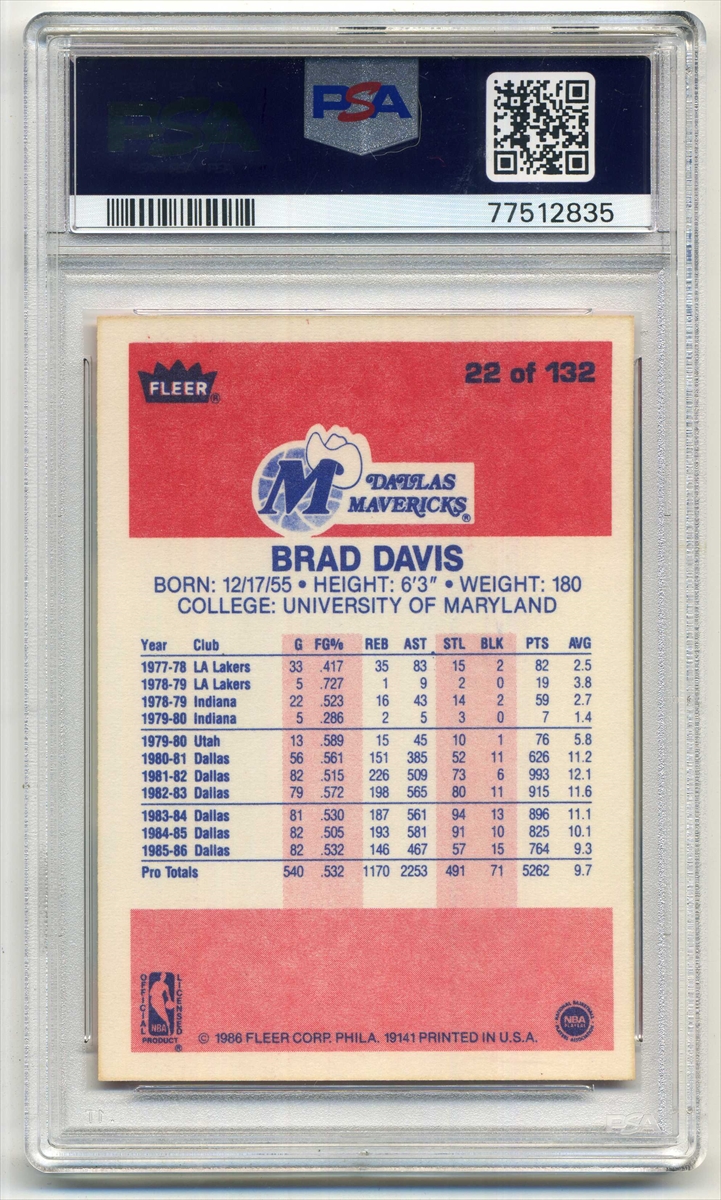 PSA
PSA
77512835
FLEER®
22 of 132
M DALLAS
MAVERICKS®
BRAD DAVIS
BORN: 12/17/55 • HEIGHT: 6'3" • WEIGHT: 180
COLLEGE: UNIVERSITY OF MARYLAND
Year Club G FG% REB AST STL BLK PTS AVG
1977-78 LA Lakers 33 .417 35 83 15 2 82 2.5
1978-79 LA Lakers 5 .727 1 9 2 0 19 3.8
1978-79 Indiana 22 .523 16 43 14 2 59 2.7
1979-80 Indiana 5 .286 2 5 3 0 7 1.4
1979-80 Utah 13 .589 15 45 10 1 76 5.8
1980-81 Dallas 56 .561 151 385 52 11 626 11.2
1981-82 Dallas 82 .515 226 509 73 6 993 12.1
1982-83 Dallas 79 .572 198 565 80 11 915 11.6
1983-84 Dallas 81 .530 187 561 94 13 896 11.1
1984-85 Dallas 82 .505 193 581 91 10 825 10.1
1985-86 Dallas 82 .532 146 467 57 15 764 9.3
Pro Totals 540 .532 1170 2253 491 71 5262 9.7
OFFICIAL
LICENSED
NBA
PRODUCT ®
© 1986 FLEER CORP. PHILA. 19141 PRINTED IN U.S.A.
NATIONAL BASKETBALL
NBA
PLAYERS
PSA